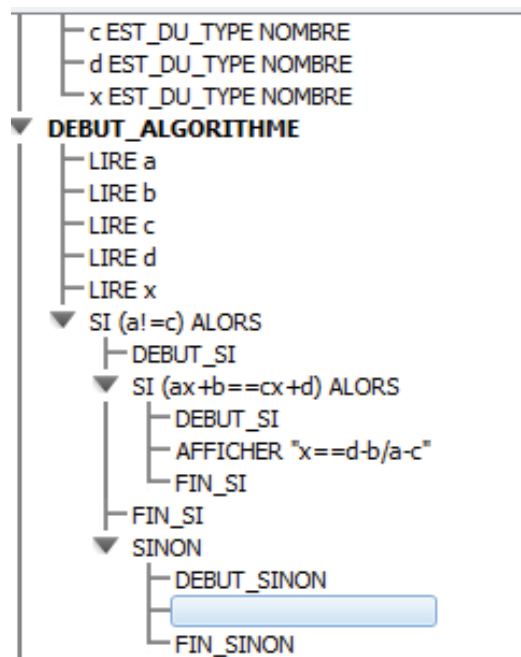 c EST_DU_TYPE NOMBRE
d EST_DU_TYPE NOMBRE
x EST_DU_TYPE NOMBRE
DEBUT_ALGORITHME
LIRE a
LIRE b
LIRE c
LIRE d
LIRE x
SI (a!=c) ALORS
DEBUT_SI
SI (ax+b==cx+d) ALORS
DEBUT_SI
AFFICHER "x==d-b/a-c"
FIN_SI
FIN_SI
SINON
DEBUT_SINON
FIN_SINON